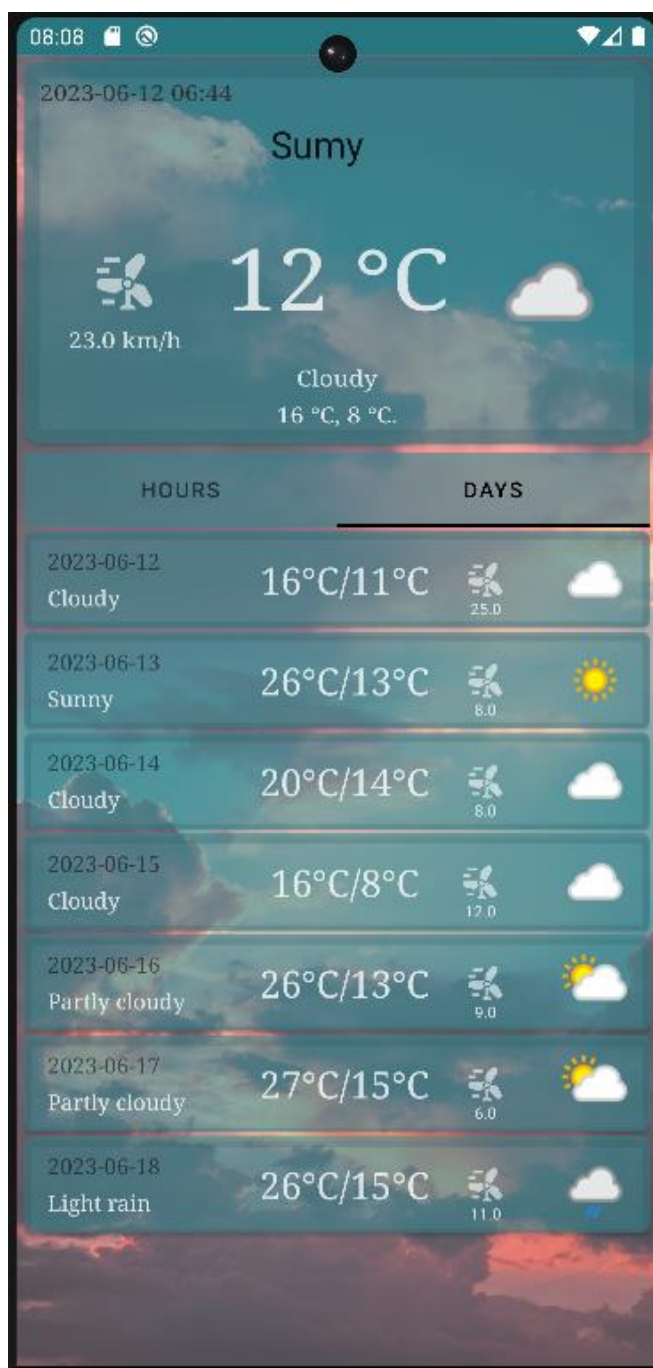 08:08
2023-06-12 06:44
Sumy
12 °C
23.0 km/h
Cloudy
16 °C, 8 °C.
HOURS DAYS
2023-06-12
Cloudy
16°C/11°C
25.0
2023-06-13
Sunny
26°C/13°C
8.0
2023-06-14
Cloudy
20°C/14°C
8.0
2023-06-15
Cloudy
16°C/8°C
12.0
2023-06-16
Partly cloudy
26°C/13°C
9.0
2023-06-17
Partly cloudy
27°C/15°C
6.0
2023-06-18
Light rain
26°C/15°C
11.0